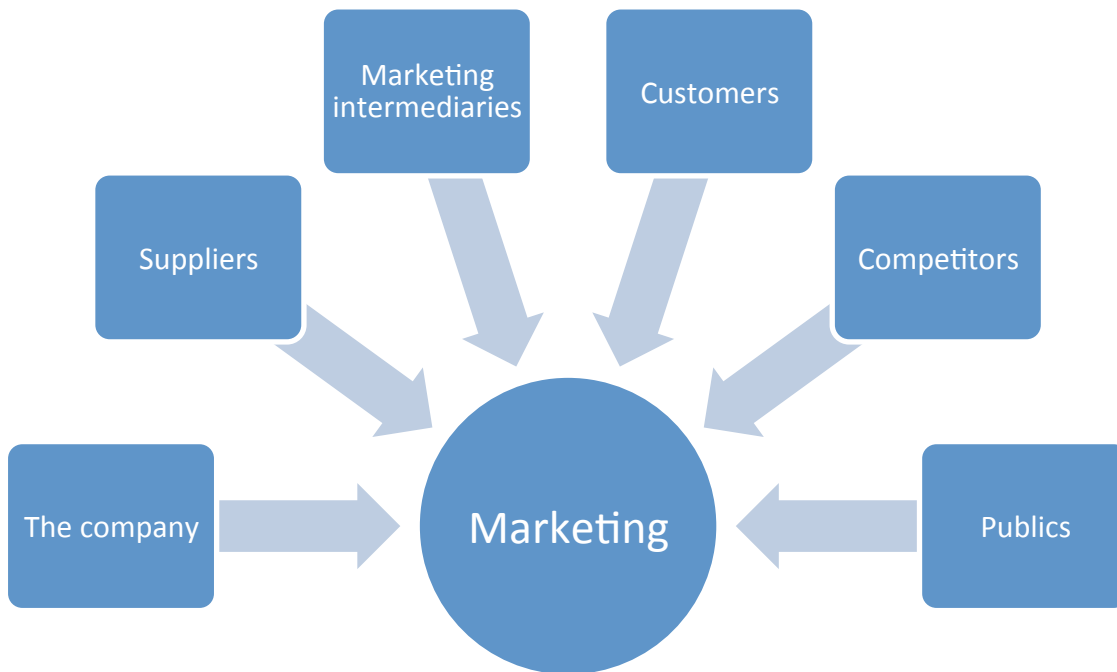 Marketing
intermediaries
Customers
Suppliers
Competitors
The company
Marketing
Publics